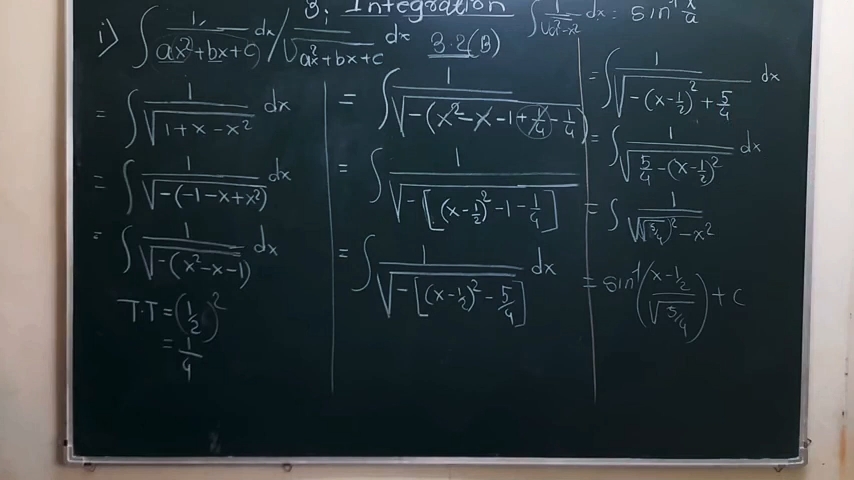 3. Integration
∫ 1/√(a²-x²) dx = sin⁻¹ x/a
i) ∫ 1/(ax²+bx+c) dx / 1/√(ax²+bx+c) dx 3.2(B)
= ∫ 1/√(1+x-x²) dx
= ∫ 1/√(-(-1-x+x²)) dx
= ∫ 1/√(-(x²-x-1)) dx
T.T = (1/2)²
= 1/4
= ∫ 1/√(-(x²-x-1+1/4-1/4))
= ∫ 1/√(-[(x-1/2)²-1-1/4])
= ∫ 1/√(-[(x-1/2)²-5/4]) dx
= ∫ 1/√(-(x-1/2)²+5/4) dx
= ∫ 1/√(5/4-(x-1/2)²) dx
= ∫ 1/√((√5/4)²-x²)
= sin⁻¹((x-1/2)/√5/4) + c